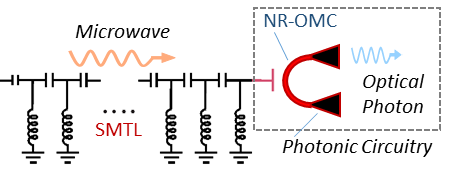 Microwave
NR-OMC
Optical
Photon
SMTL
Photonic Circuitry